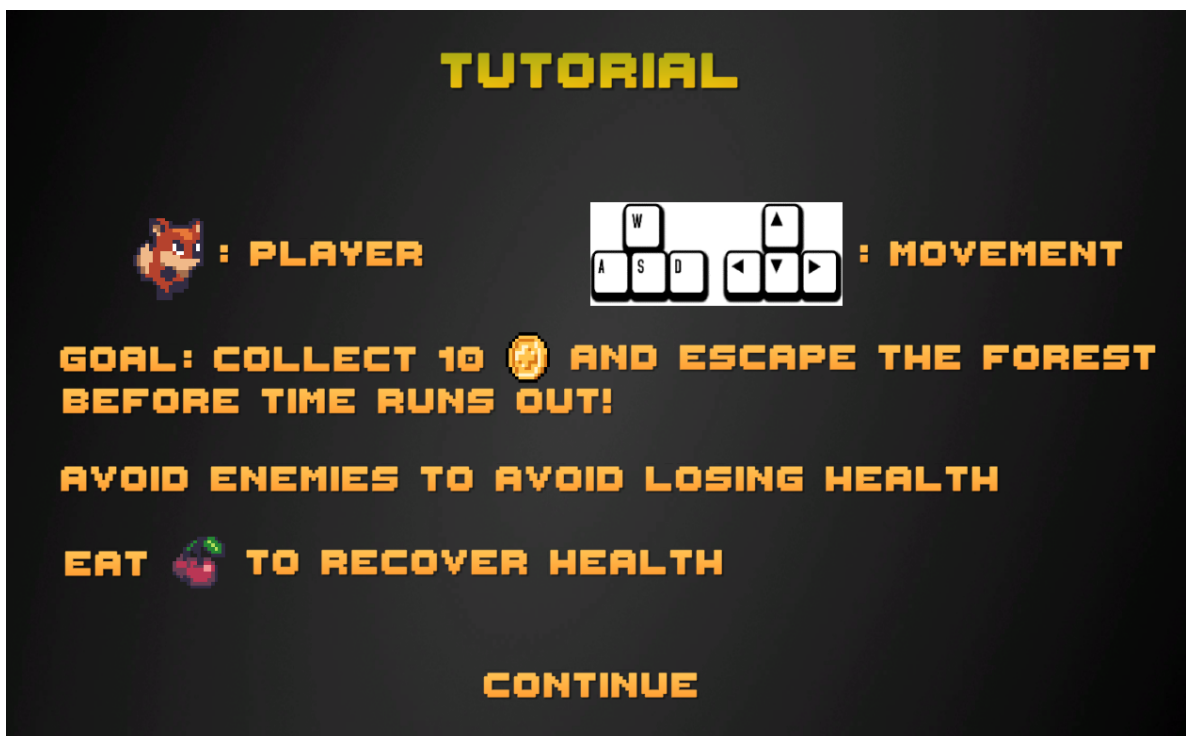 TUTORIAL
: PLAYER
W
A S D
: MOVEMENT
GOAL: COLLECT 10 AND ESCAPE THE FOREST
BEFORE TIME RUNS OUT!
AVOID ENEMIES TO AVOID LOSING HEALTH
EAT TO RECOVER HEALTH
CONTINUE